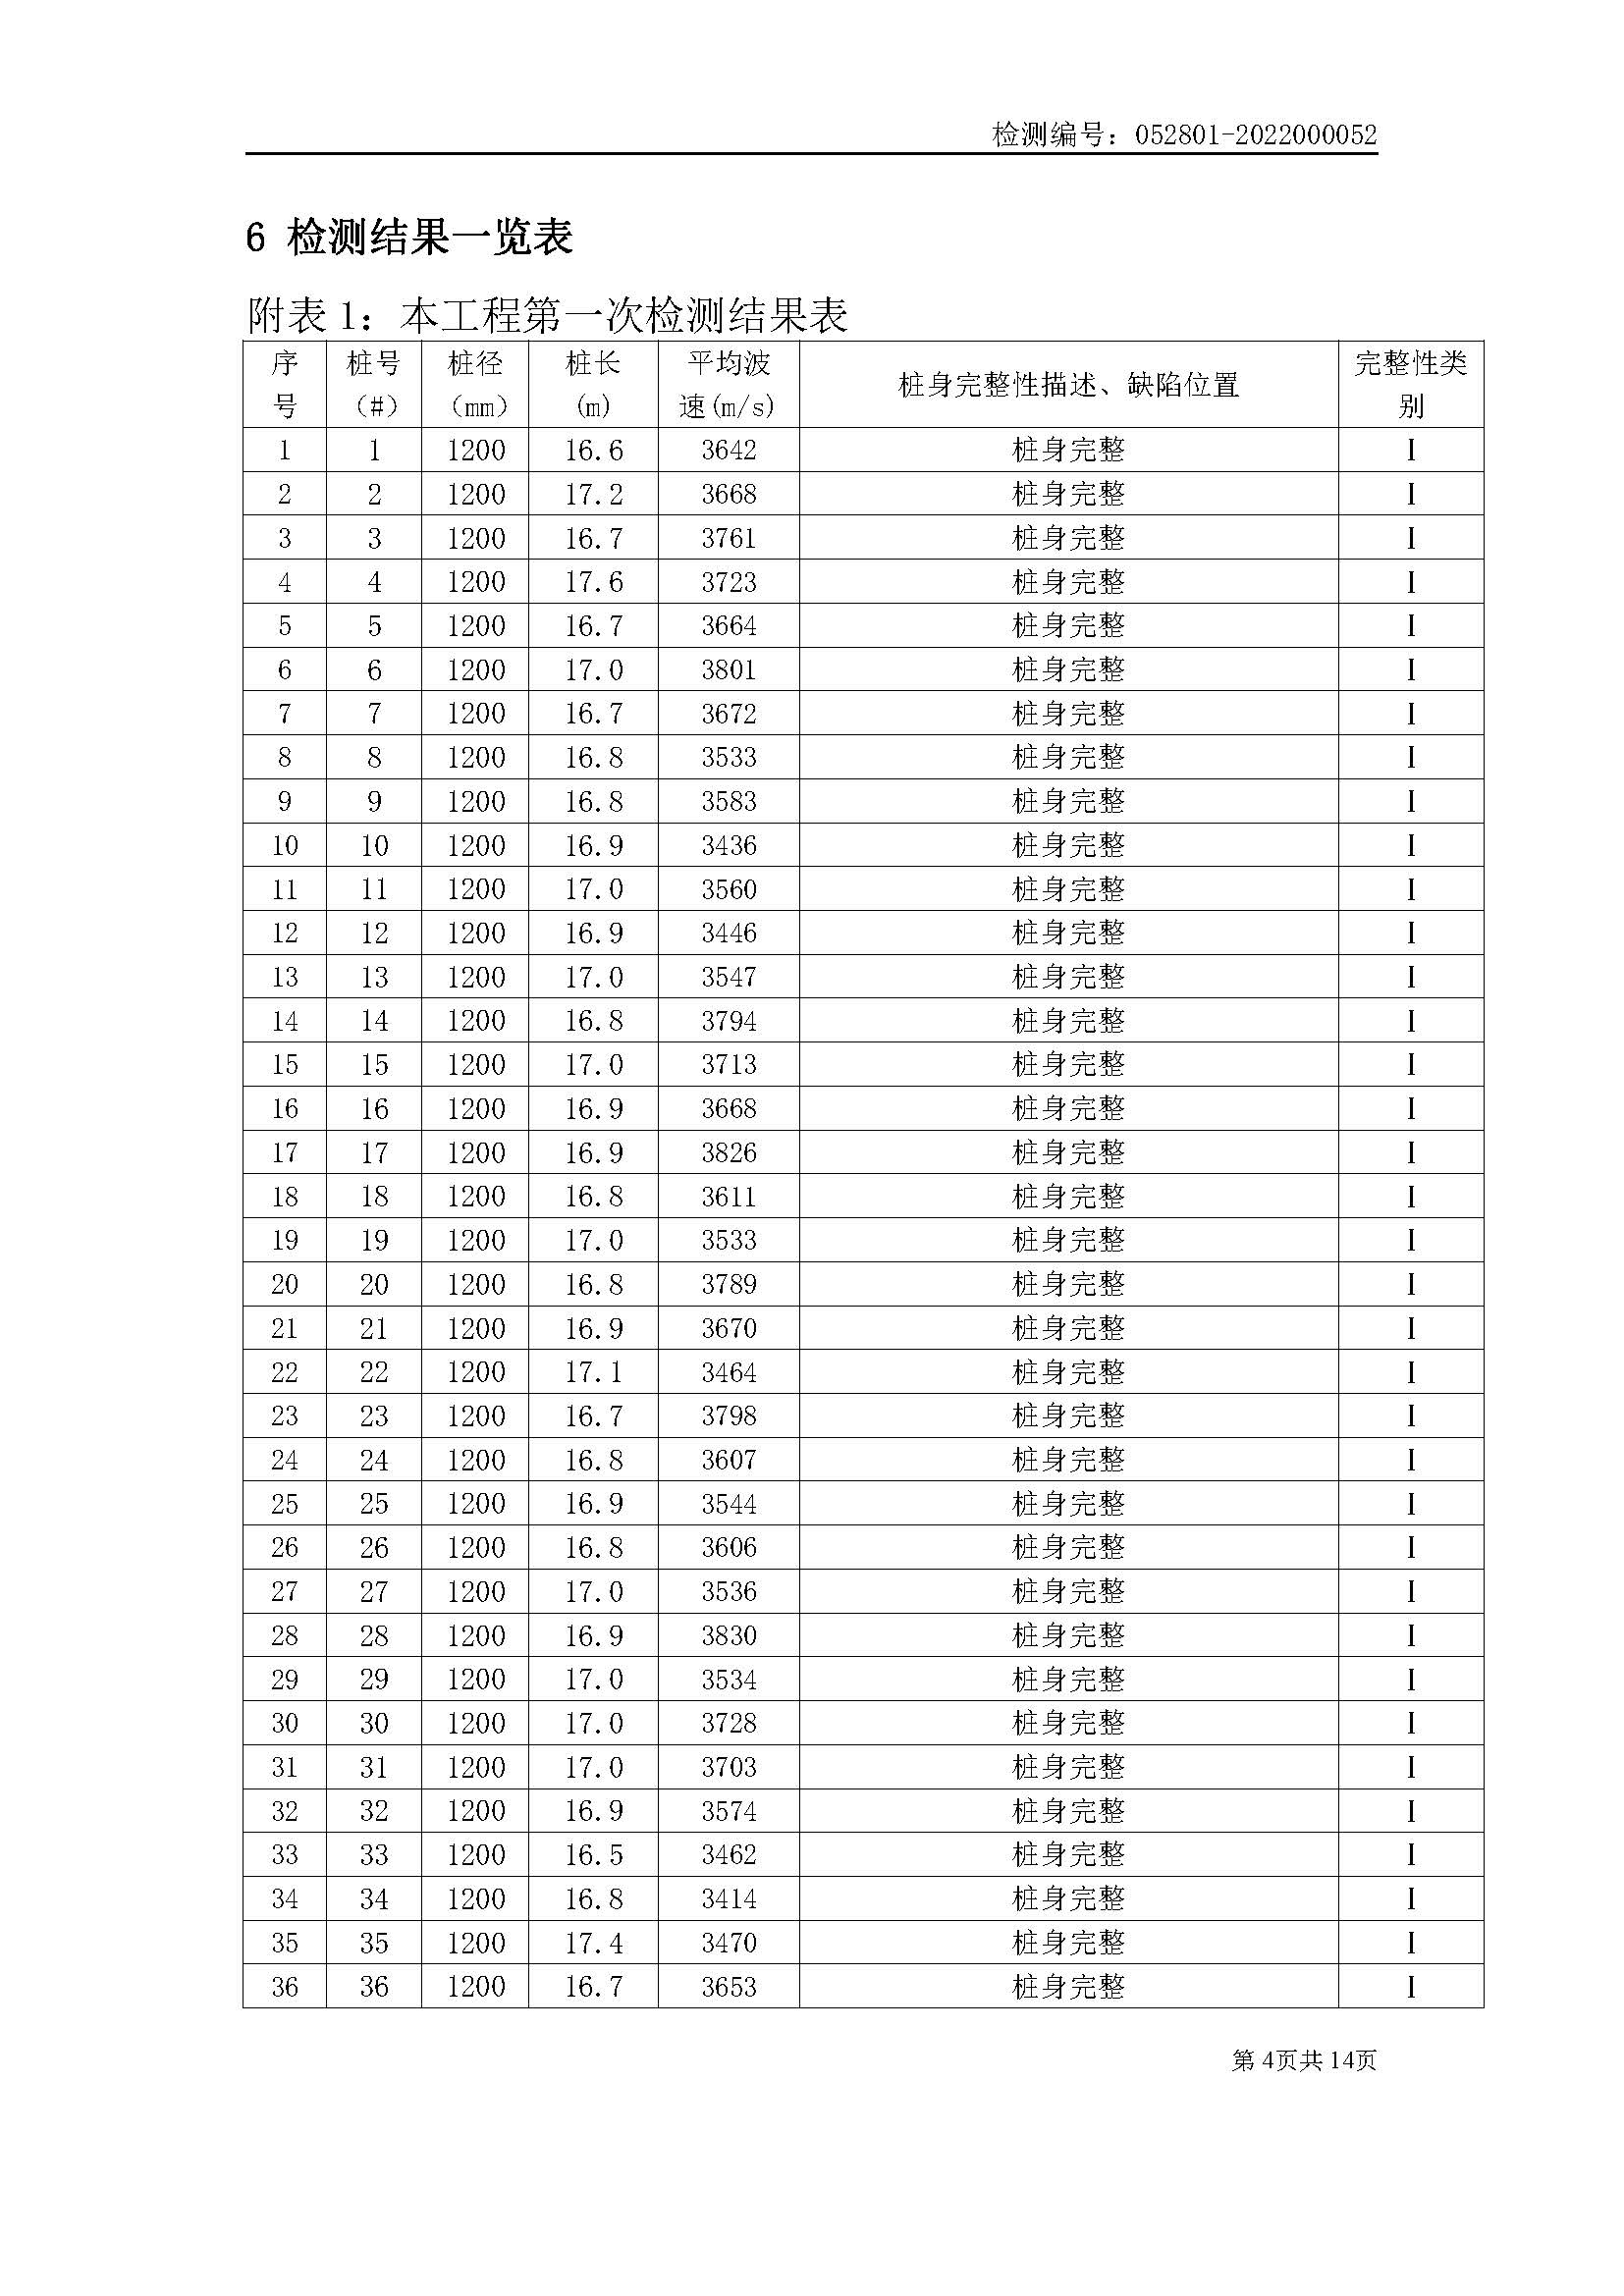 检测编号：052801-2022000052
6 检测结果一览表
附表 1：本工程第一次检测结果表
序号 桩号（#） 桩径（mm） 桩长(m) 平均波速(m/s) 桩身完整性描述、缺陷位置 完整性类别
1 1 1200 16.6 3642 桩身完整 I
2 2 1200 17.2 3668 桩身完整 I
3 3 1200 16.7 3761 桩身完整 I
4 4 1200 17.6 3723 桩身完整 I
5 5 1200 16.7 3664 桩身完整 I
6 6 1200 17.0 3801 桩身完整 I
7 7 1200 16.7 3672 桩身完整 I
8 8 1200 16.8 3533 桩身完整 I
9 9 1200 16.8 3583 桩身完整 I
10 10 1200 16.9 3436 桩身完整 I
11 11 1200 17.0 3560 桩身完整 I
12 12 1200 16.9 3446 桩身完整 I
13 13 1200 17.0 3547 桩身完整 I
14 14 1200 16.8 3794 桩身完整 I
15 15 1200 17.0 3713 桩身完整 I
16 16 1200 16.9 3668 桩身完整 I
17 17 1200 16.9 3826 桩身完整 I
18 18 1200 16.8 3611 桩身完整 I
19 19 1200 17.0 3533 桩身完整 I
20 20 1200 16.8 3789 桩身完整 I
21 21 1200 16.9 3670 桩身完整 I
22 22 1200 17.1 3464 桩身完整 I
23 23 1200 16.7 3798 桩身完整 I
24 24 1200 16.8 3607 桩身完整 I
25 25 1200 16.9 3544 桩身完整 I
26 26 1200 16.8 3606 桩身完整 I
27 27 1200 17.0 3536 桩身完整 I
28 28 1200 16.9 3830 桩身完整 I
29 29 1200 17.0 3534 桩身完整 I
30 30 1200 17.0 3728 桩身完整 I
31 31 1200 17.0 3703 桩身完整 I
32 32 1200 16.9 3574 桩身完整 I
33 33 1200 16.5 3462 桩身完整 I
34 34 1200 16.8 3414 桩身完整 I
35 35 1200 17.4 3470 桩身完整 I
36 36 1200 16.7 3653 桩身完整 I
第 4页共 14页